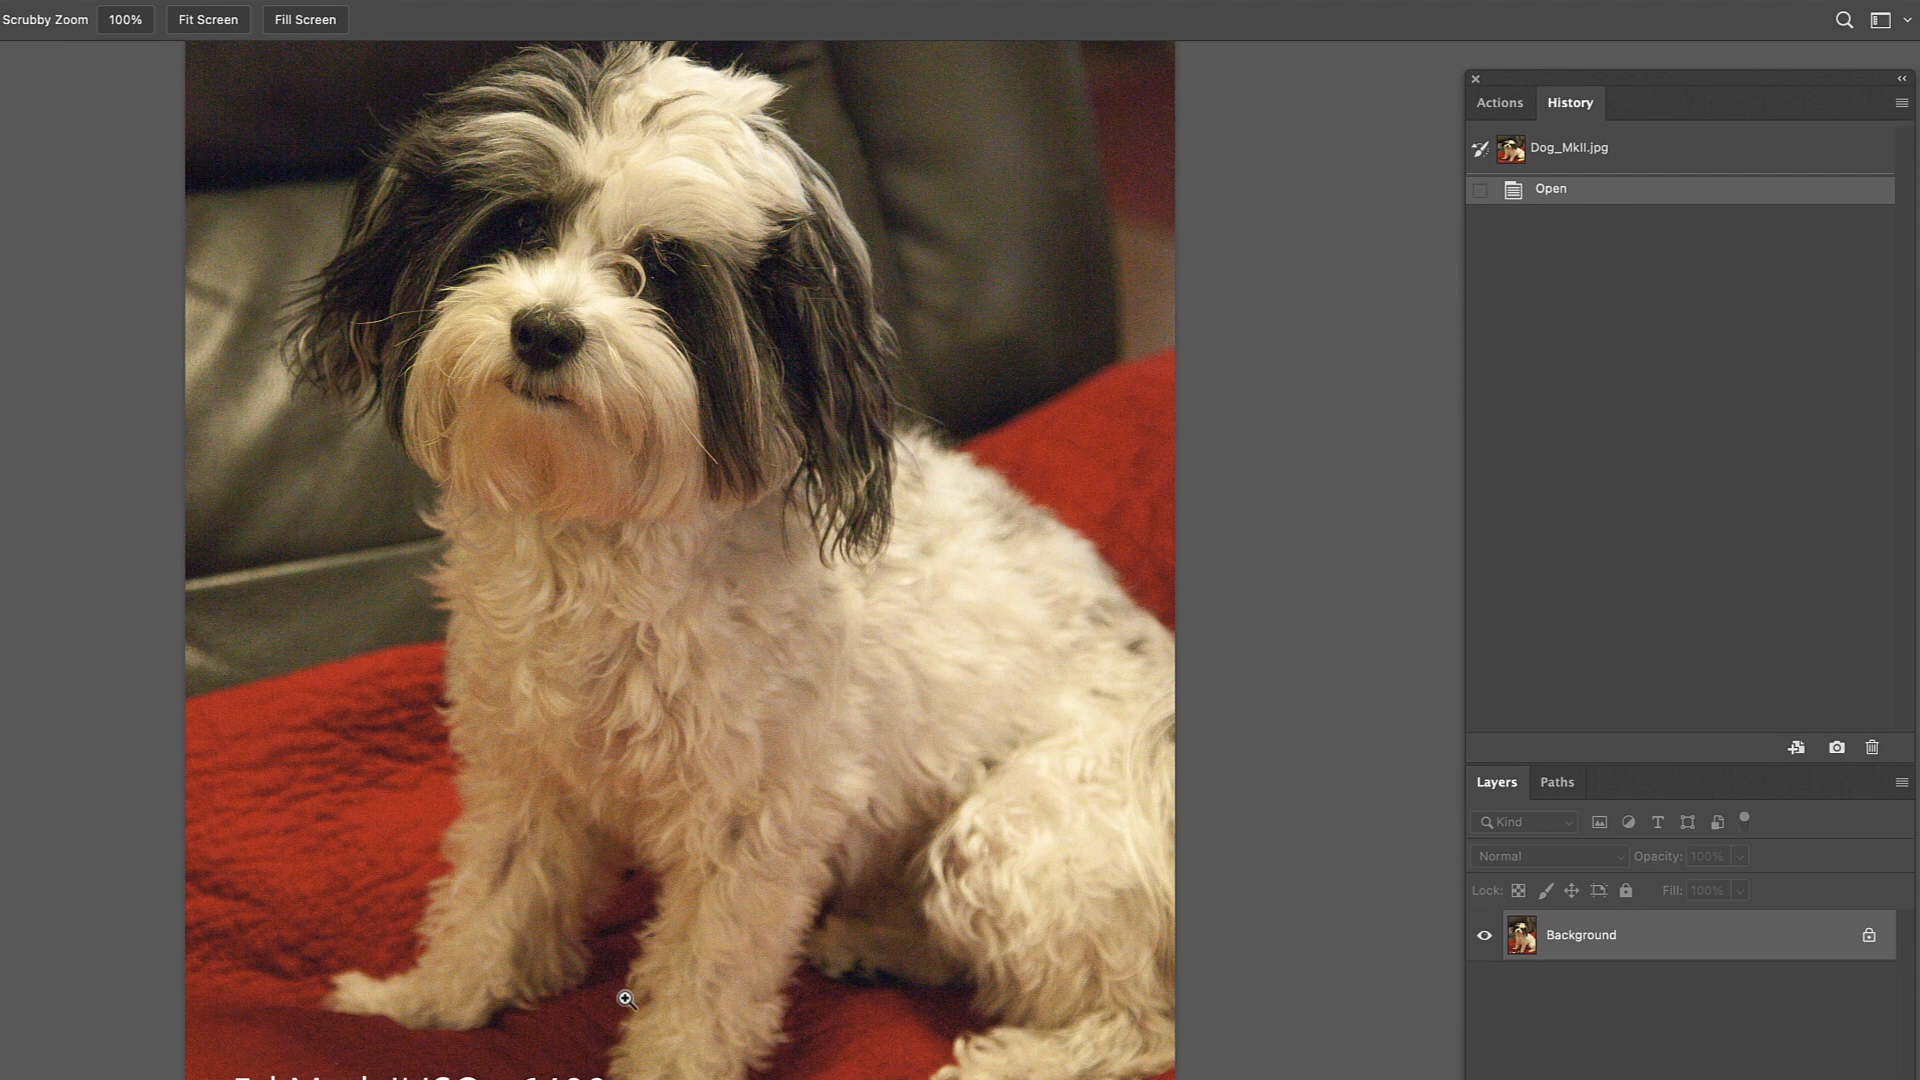 Scrubby Zoom 100% Fit Screen Fill Screen
Actions History
Dog_MkII.jpg
Open
Layers Paths
Kind
Normal Opacity: 100%
Lock: Fill: 100%
Background